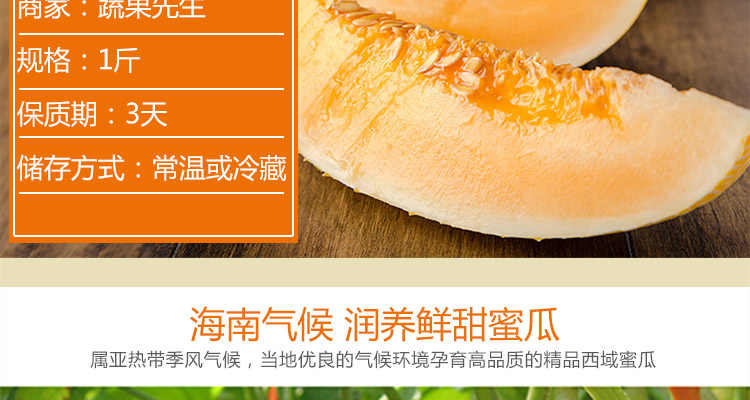 商家：蔬果先生
规格：1斤
保质期：3天
储存方式：常温或冷藏
海南气候 润养鲜甜蜜瓜
属亚热带季风气候，当地优良的气候环境孕育高品质的精品西域蜜瓜